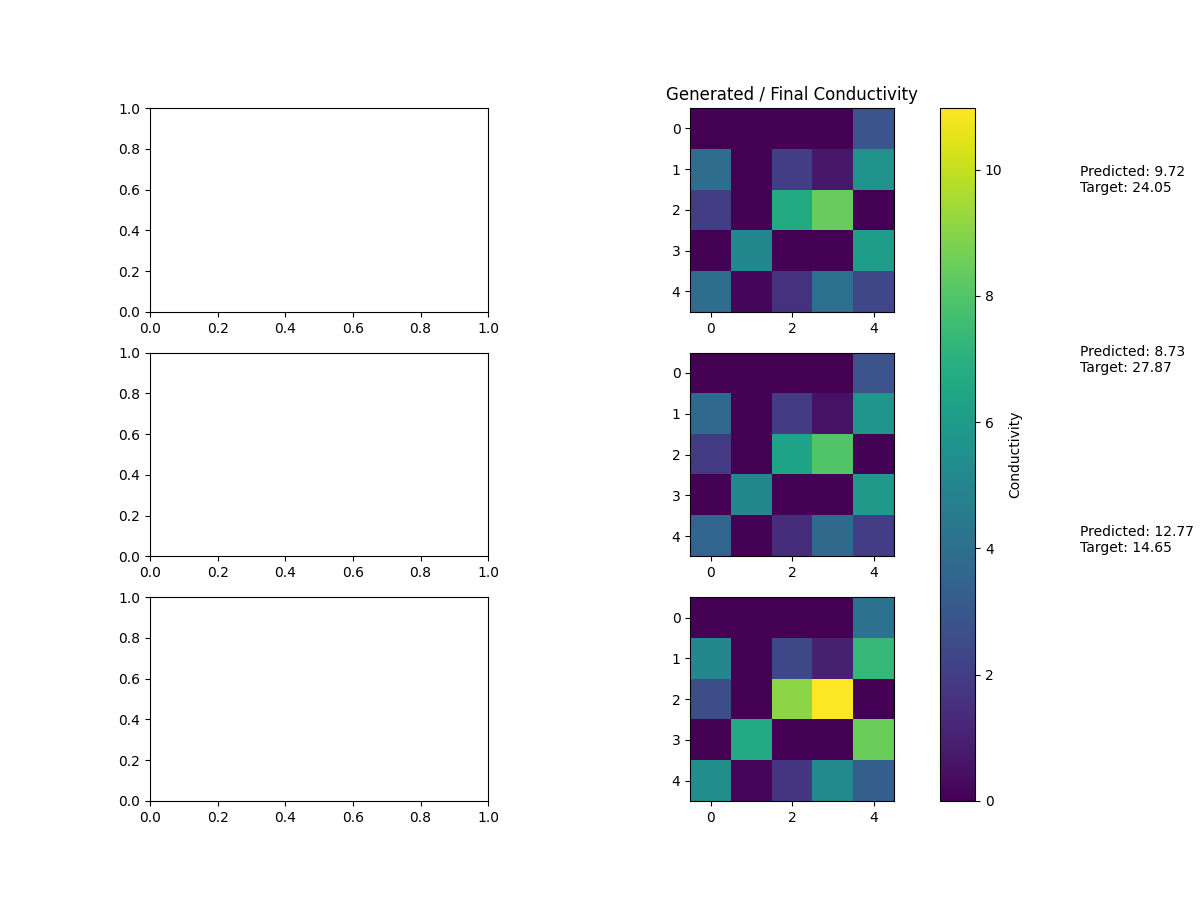 Generated / Final Conductivity
1.0
0.8
0.6
0.4
0.2
0.0
0.0 0.2 0.4 0.6 0.8 1.0
0
1
2
3
4
0 2 4
Predicted: 9.72
Target: 24.05
1.0
0.8
0.6
0.4
0.2
0.0
0.0 0.2 0.4 0.6 0.8 1.0
0
1
2
3
4
0 2 4
Predicted: 8.73
Target: 27.87
1.0
0.8
0.6
0.4
0.2
0.0
0.0 0.2 0.4 0.6 0.8 1.0
0
1
2
3
4
0 2 4
Predicted: 12.77
Target: 14.65
10
8
6
4
2
0
Conductivity